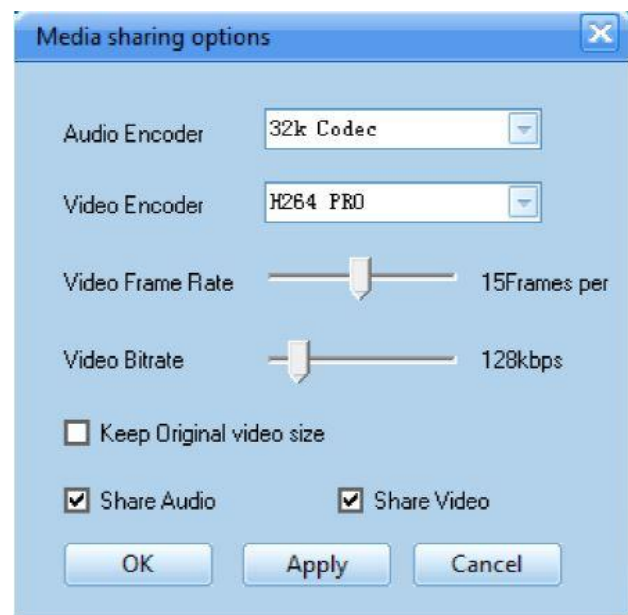 Media sharing options
Audio Encoder 32k Codec
Video Encoder H264 PRO
Video Frame Rate 15Frames per
Video Bitrate 128kbps
Keep Original video size
Share Audio Share Video
OK Apply Cancel